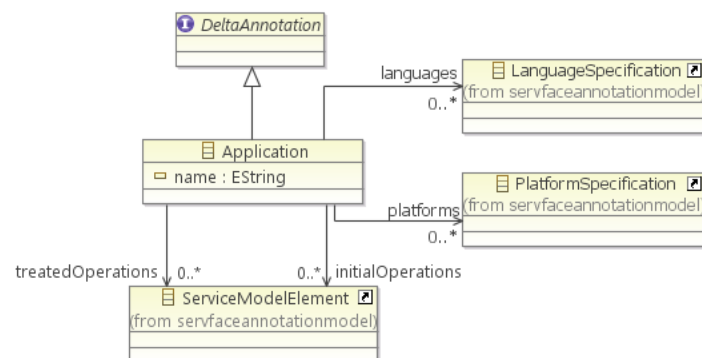 I DeltaAnnotation
languages
LanguageSpecification
(from servfaceannotationmodel)
0..*
Application
name : EString
PlatformSpecification
(from servfaceannotationmodel)
platforms
0..*
treatedOperations 0..*
0..* initialOperations
ServiceModelElement
(from servfaceannotationmodel)